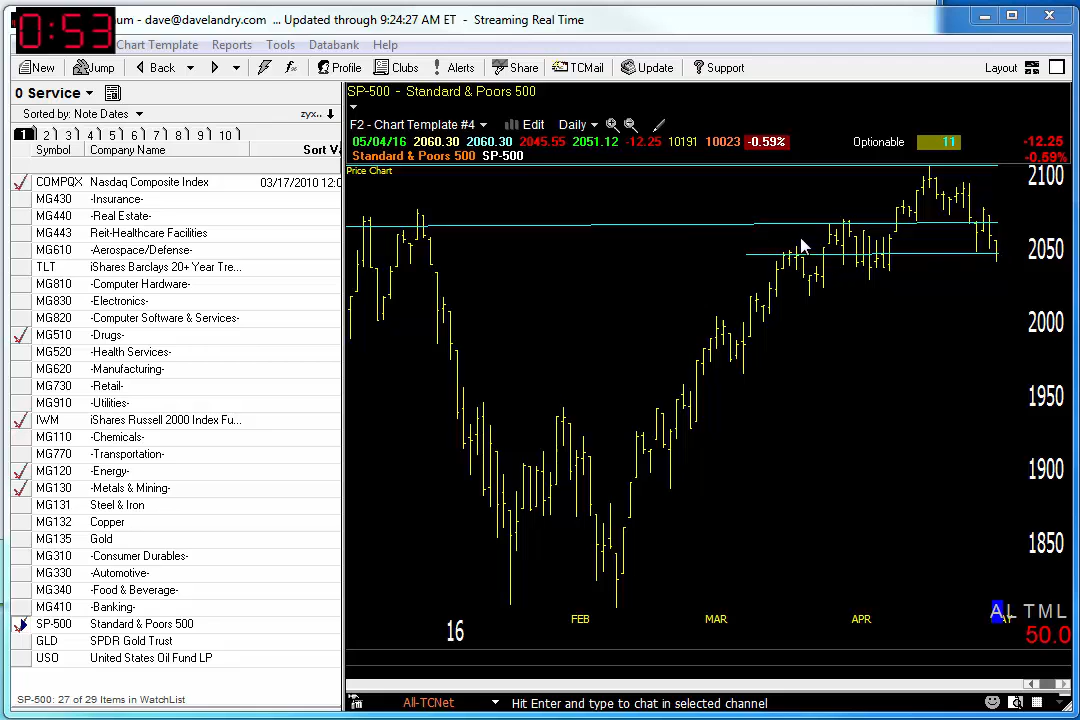 0:53
um - dave@davelandry.com ... Updated through 9:24:27 AM ET - Streaming Real Time
Chart Template Reports Tools Databank Help
New Jump Back Profile Clubs Alerts Share TCMail Update Support Layout
0 Service
Sorted by: Note Dates zyx..
1 2 3 4 5 6 7 8 9 10
Symbol Company Name Sort V
COMPQX Nasdaq Composite Index 03/17/2010 12:0
MG430 -Insurance-
MG440 -Real Estate-
MG443 Reit-Healthcare Facilities
MG610 -Aerospace/Defense-
TLT iShares Barclays 20+ Year Tre...
MG810 -Computer Hardware-
MG830 -Electronics-
MG820 -Computer Software & Services-
MG510 -Drugs-
MG520 -Health Services-
MG620 -Manufacturing-
MG730 -Retail-
MG910 -Utilities-
IWM iShares Russell 2000 Index Fu...
MG110 -Chemicals-
MG770 -Transportation-
MG120 -Energy-
MG130 -Metals & Mining-
MG131 Steel & Iron
MG132 Copper
MG135 Gold
MG310 -Consumer Durables-
MG330 -Automotive-
MG340 -Food & Beverage-
MG410 -Banking-
SP-500 Standard & Poors 500
GLD SPDR Gold Trust
USO United States Oil Fund LP
SP-500: 27 of 29 Items in WatchList
SP-500 - Standard & Poors 500
F2 - Chart Template #4 Edit Daily
05/04/16 2060.30 2060.30 2045.55 2051.12 -12.25 10191 10023 -0.59% Optionable 11 -12.25
-0.59%
Standard & Poors 500 SP-500
Price Chart
2100
2050
2000
1950
1900
1850
A L T M L
16 FEB MAR APR
50.0
All-TCNet Hit Enter and type to chat in selected channel